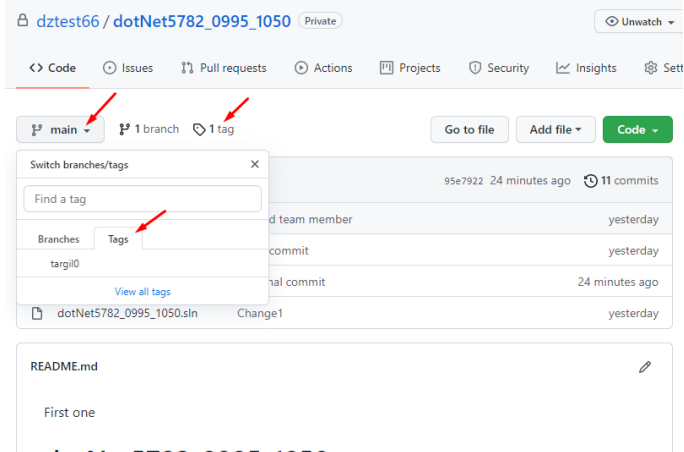 dztest66 / dotNet5782_0995_1050 Private
Unwatch
Code Issues Pull requests Actions Projects Security Insights Sett
main 1 branch 1 tag Go to file Add file Code
Switch branches/tags
95e7922 24 minutes ago 11 commits
Find a tag
d team member yesterday
Branches Tags
commit yesterday
targil0
nal commit 24 minutes ago
View all tags
dotNet5782_0995_1050.sln Change1 yesterday
README.md
First one